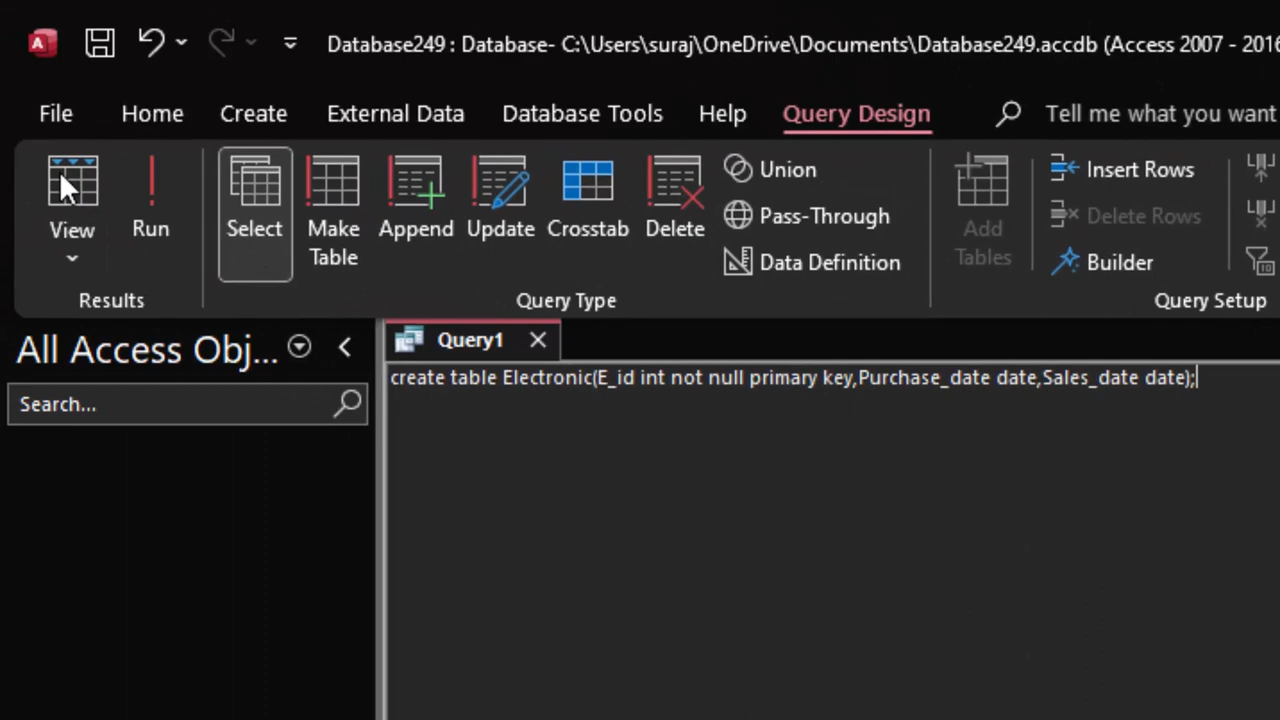 A
Database249 : Database- C:\Users\suraj\OneDrive\Documents\Database249.accdb (Access 2007 - 2016
File Home Create External Data Database Tools Help Query Design Tell me what you want
View
Run
Select
Make Table
Append
Update
Crosstab
Delete
Union
Pass-Through
Data Definition
Add Tables
Insert Rows
Delete Rows
Builder
Results
Query Type
Query Setup
All Access Obj...
Search...
Query1
create table Electronic(E_id int not null primary key,Purchase_date date,Sales_date date);